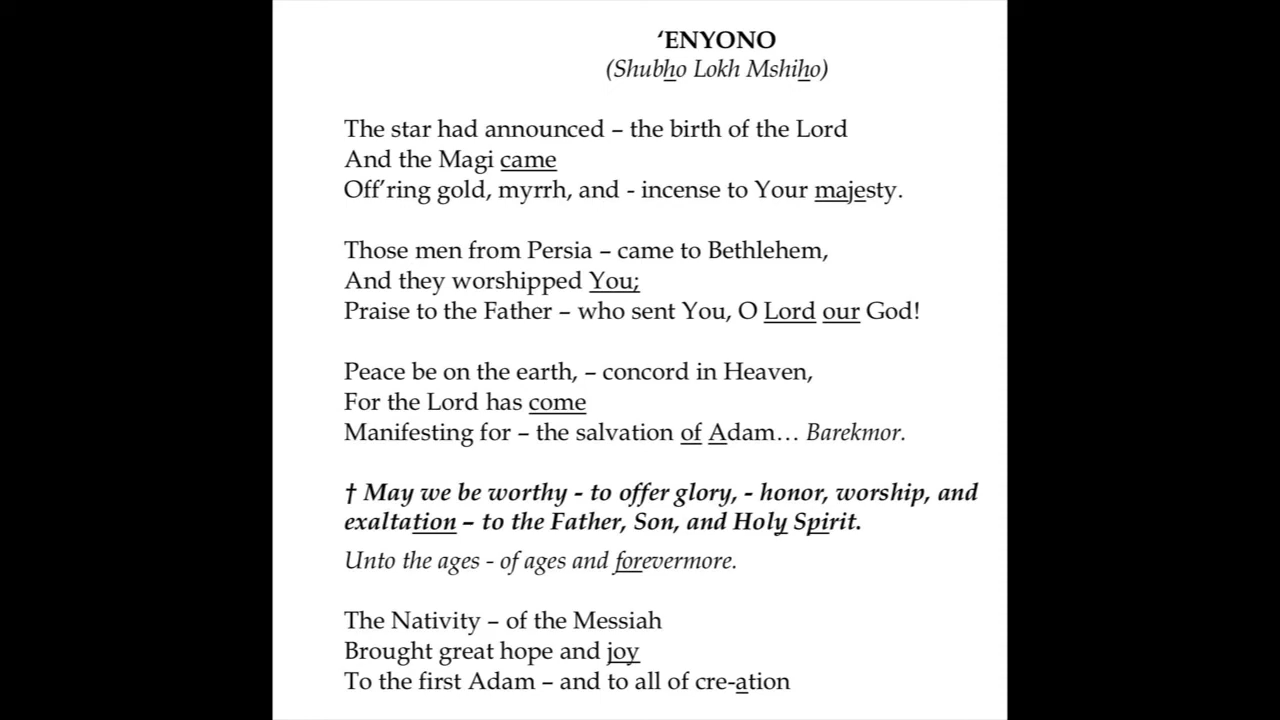 ‘ENYONO
(Shubho Lokh Mshiho)
The star had announced – the birth of the Lord
And the Magi came
Off’ring gold, myrrh, and - incense to Your majesty.
Those men from Persia – came to Bethlehem,
And they worshipped You;
Praise to the Father – who sent You, O Lord our God!
Peace be on the earth, – concord in Heaven,
For the Lord has come
Manifesting for – the salvation of Adam… Barekmor.
† May we be worthy - to offer glory, - honor, worship, and
exaltation – to the Father, Son, and Holy Spirit.
Unto the ages - of ages and forevermore.
The Nativity – of the Messiah
Brought great hope and joy
To the first Adam – and to all of cre-ation